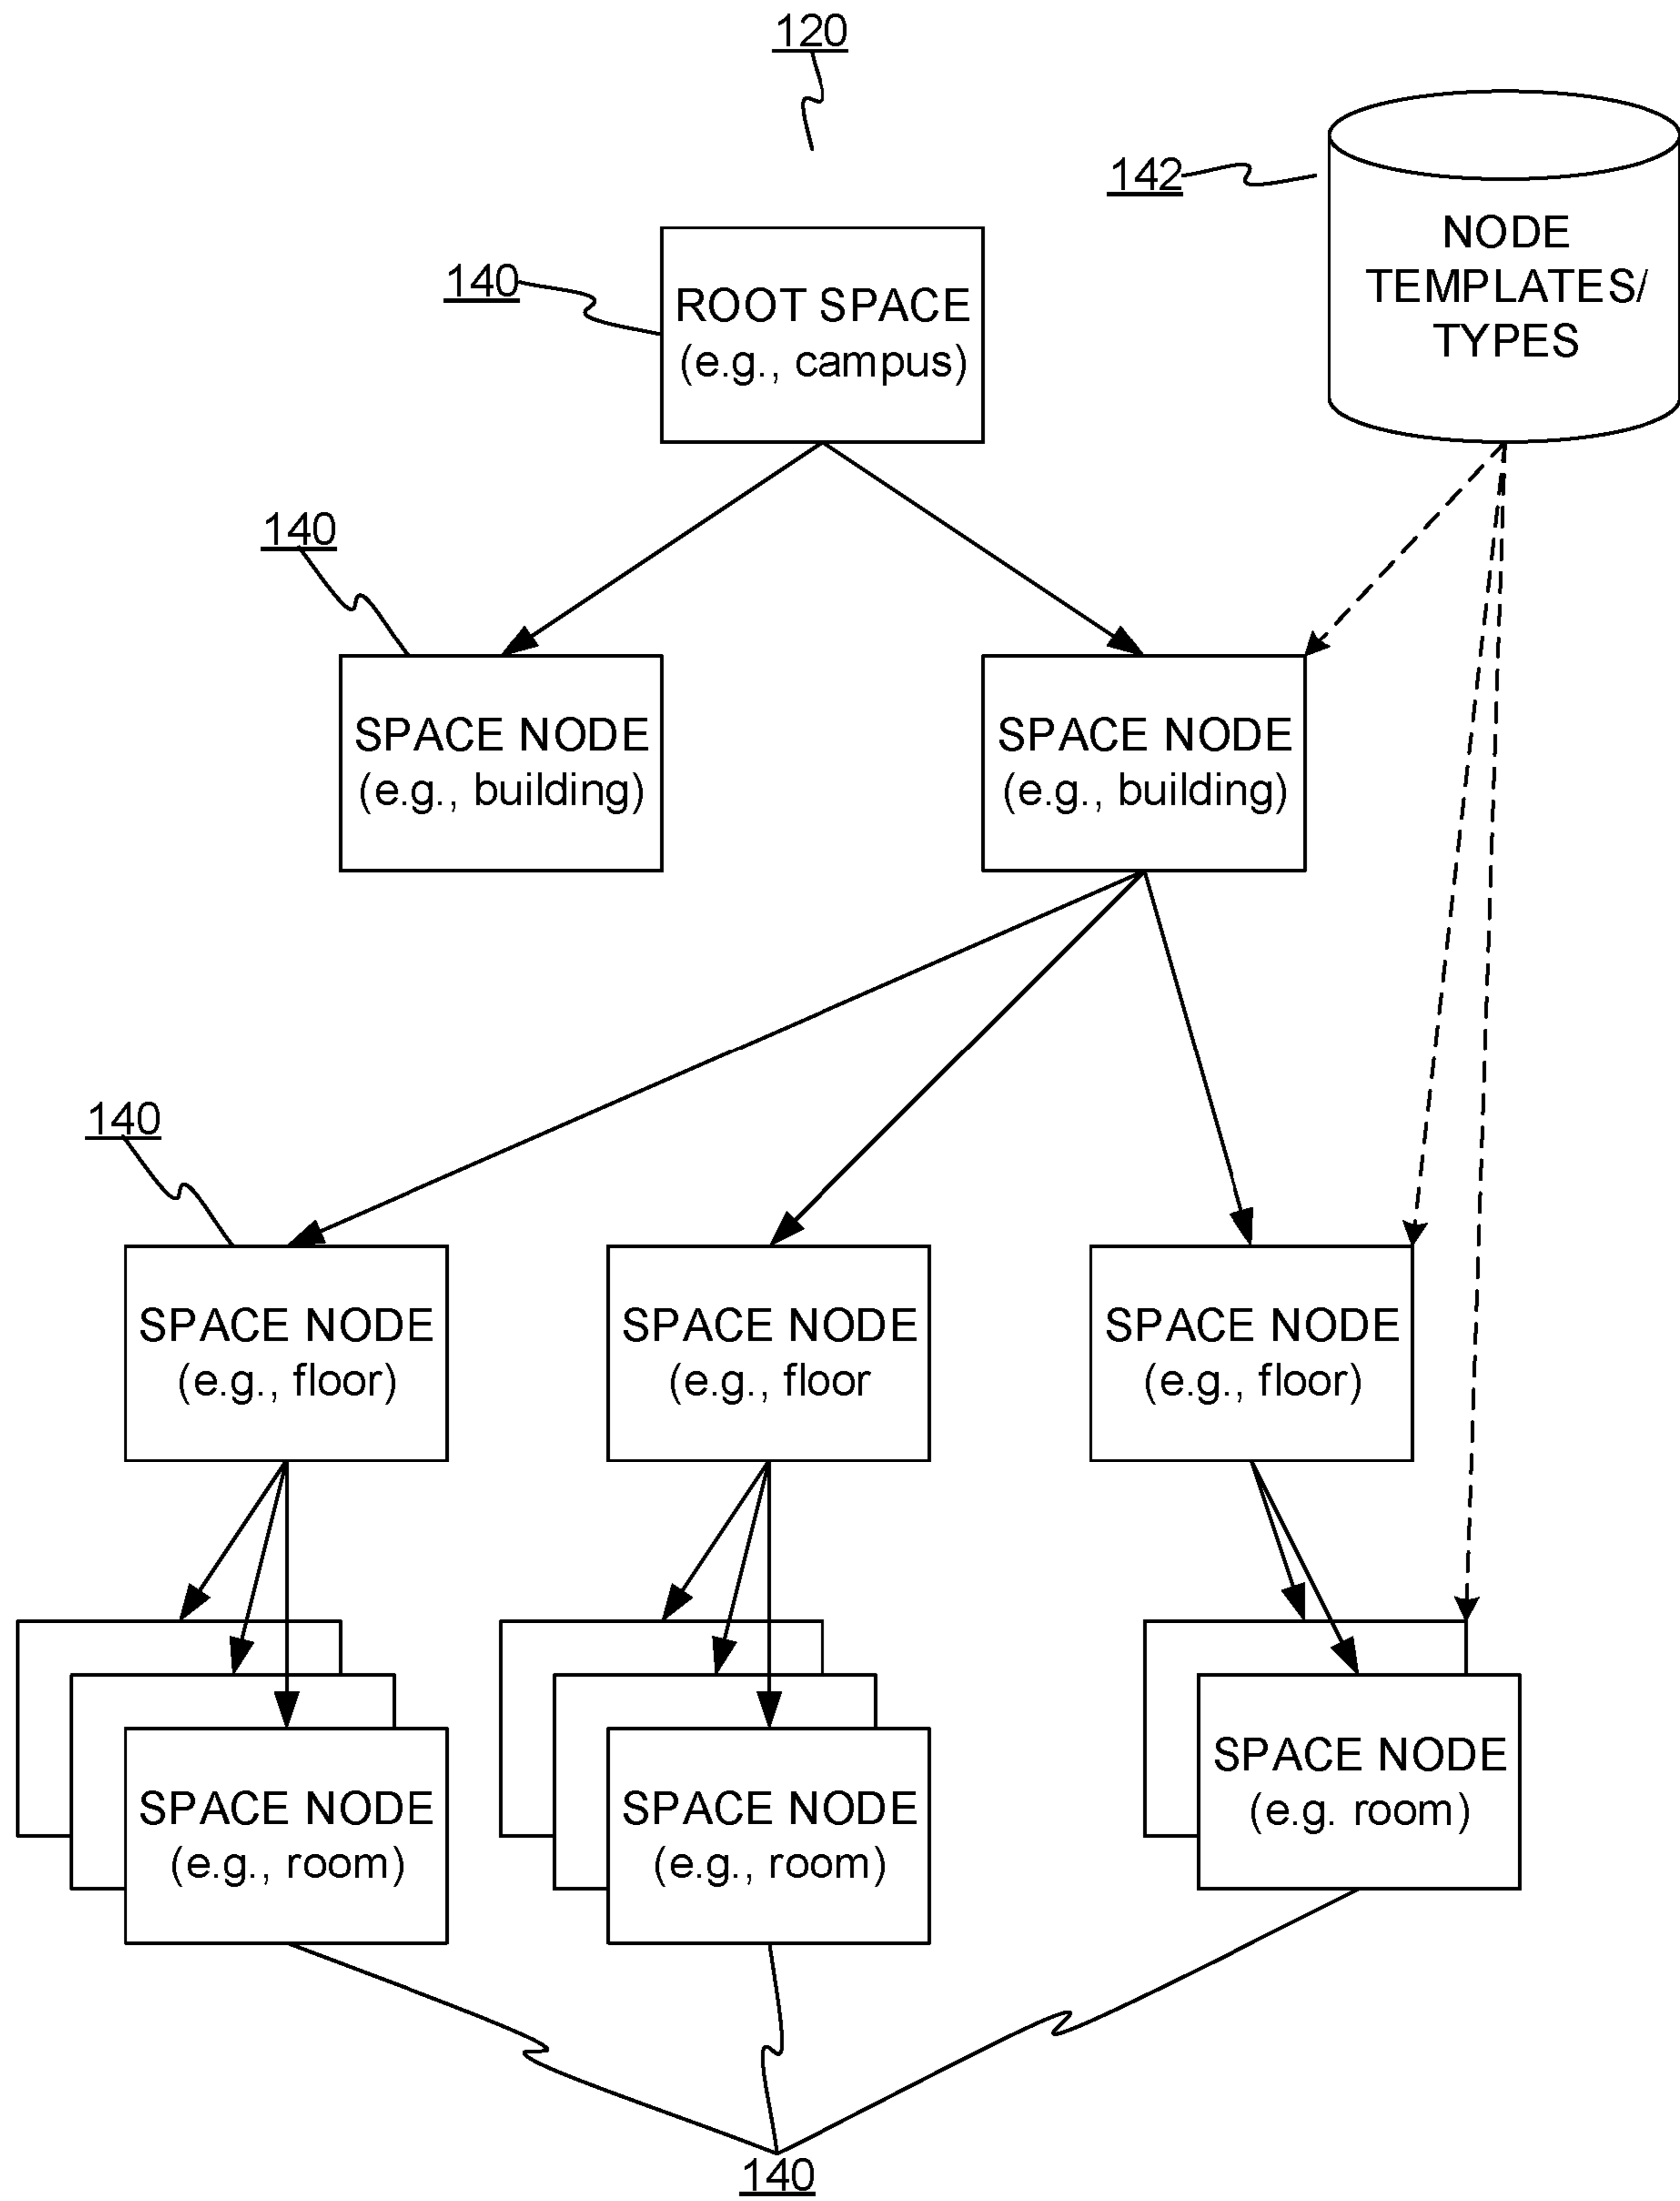 120
142
NODE
TEMPLATES/
TYPES
140
ROOT SPACE
(e.g., campus)
140
SPACE NODE
(e.g., building)
SPACE NODE
(e.g., building)
140
SPACE NODE
(e.g., floor)
SPACE NODE
(e.g., floor
SPACE NODE
(e.g., floor)
SPACE NODE
(e.g., room)
SPACE NODE
(e.g., room)
SPACE NODE
(e.g. room)
140